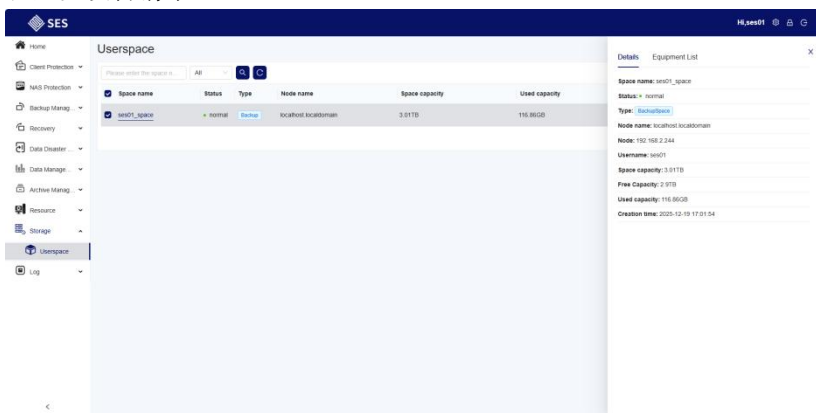 SES
Hi,ses01
Home
Client Protection
NAS Protection
Backup Manag...
Recovery
Data Disaster ...
Data Manage...
Archive Manag...
Resource
Storage
Userspace
Log
Userspace
Please enter the space n
All
Space name Status Type Node name Space capacity Used capacity
ses01_space normal Backup localhost.localdomain 3.01TB 116.86GB
Details Equipment List
X
Space name: ses01_space
Status: normal
Type: BackupSpace
Node name: localhost.localdomain
Node: 192.168.2.244
Username: ses01
Space capacity: 3.01TB
Free Capacity: 2.9TB
Used capacity: 116.86GB
Creation time: 2025-12-19 17:01:54